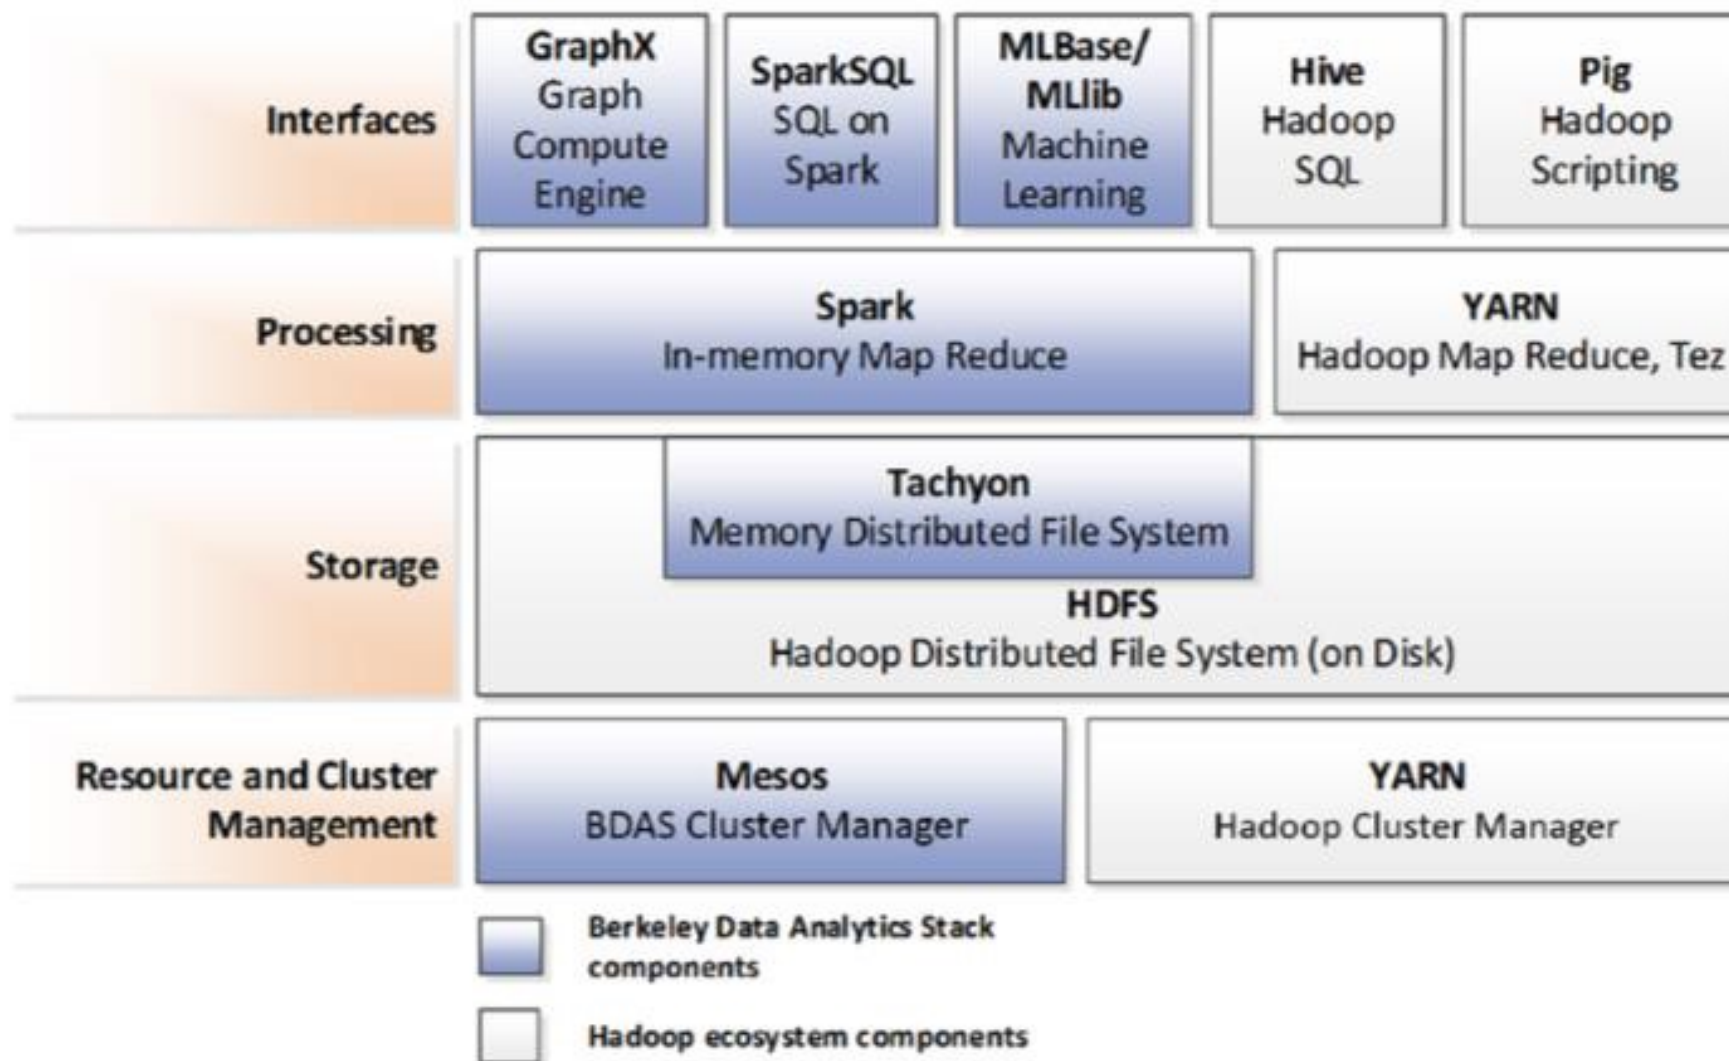 Interfaces
GraphX
Graph
Compute
Engine
SparkSQL
SQL on
Spark
MLBase/
MLlib
Machine
Learning
Hive
Hadoop
SQL
Pig
Hadoop
Scripting
Processing
Spark
In-memory Map Reduce
YARN
Hadoop Map Reduce, Tez
Storage
Tachyon
Memory Distributed File System
HDFS
Hadoop Distributed File System (on Disk)
Resource and Cluster
Management
Mesos
BDAS Cluster Manager
YARN
Hadoop Cluster Manager
Berkeley Data Analytics Stack
components
Hadoop ecosystem components